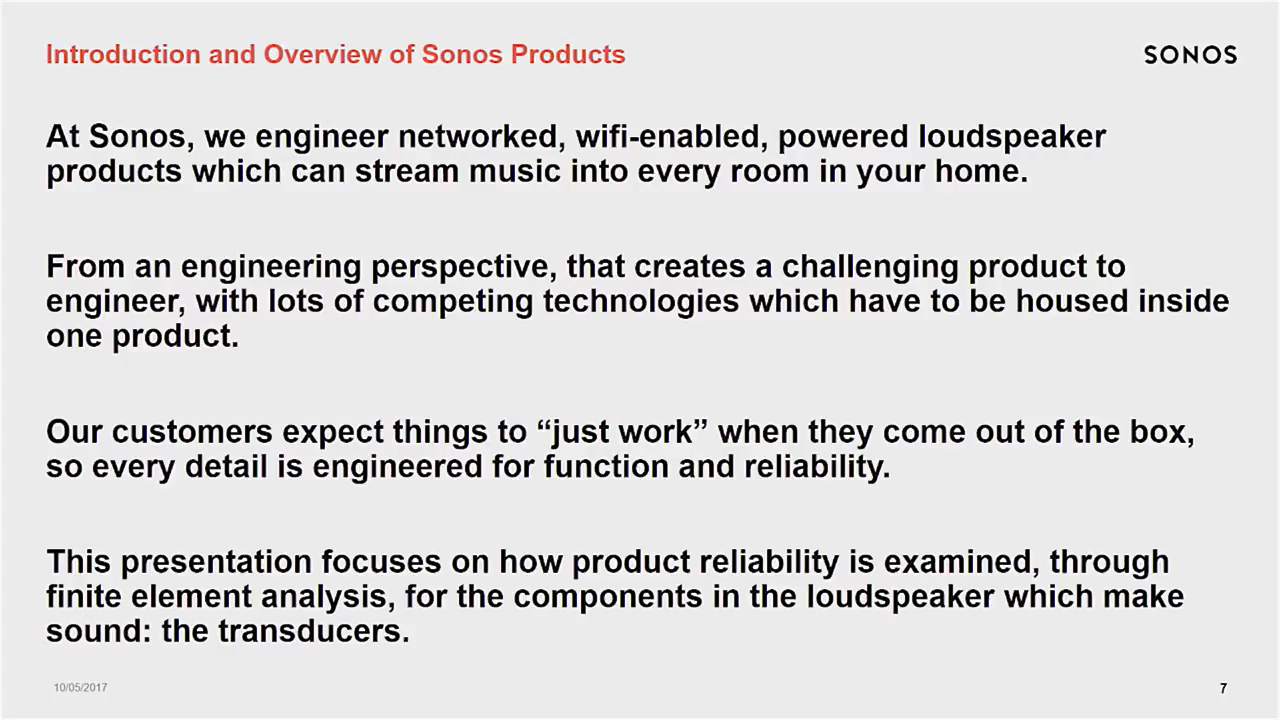 Introduction and Overview of Sonos Products
SONOS
At Sonos, we engineer networked, wifi-enabled, powered loudspeaker
products which can stream music into every room in your home.
From an engineering perspective, that creates a challenging product to
engineer, with lots of competing technologies which have to be housed inside
one product.
Our customers expect things to “just work” when they come out of the box,
so every detail is engineered for function and reliability.
This presentation focuses on how product reliability is examined, through
finite element analysis, for the components in the loudspeaker which make
sound: the transducers.
10/05/2017
7